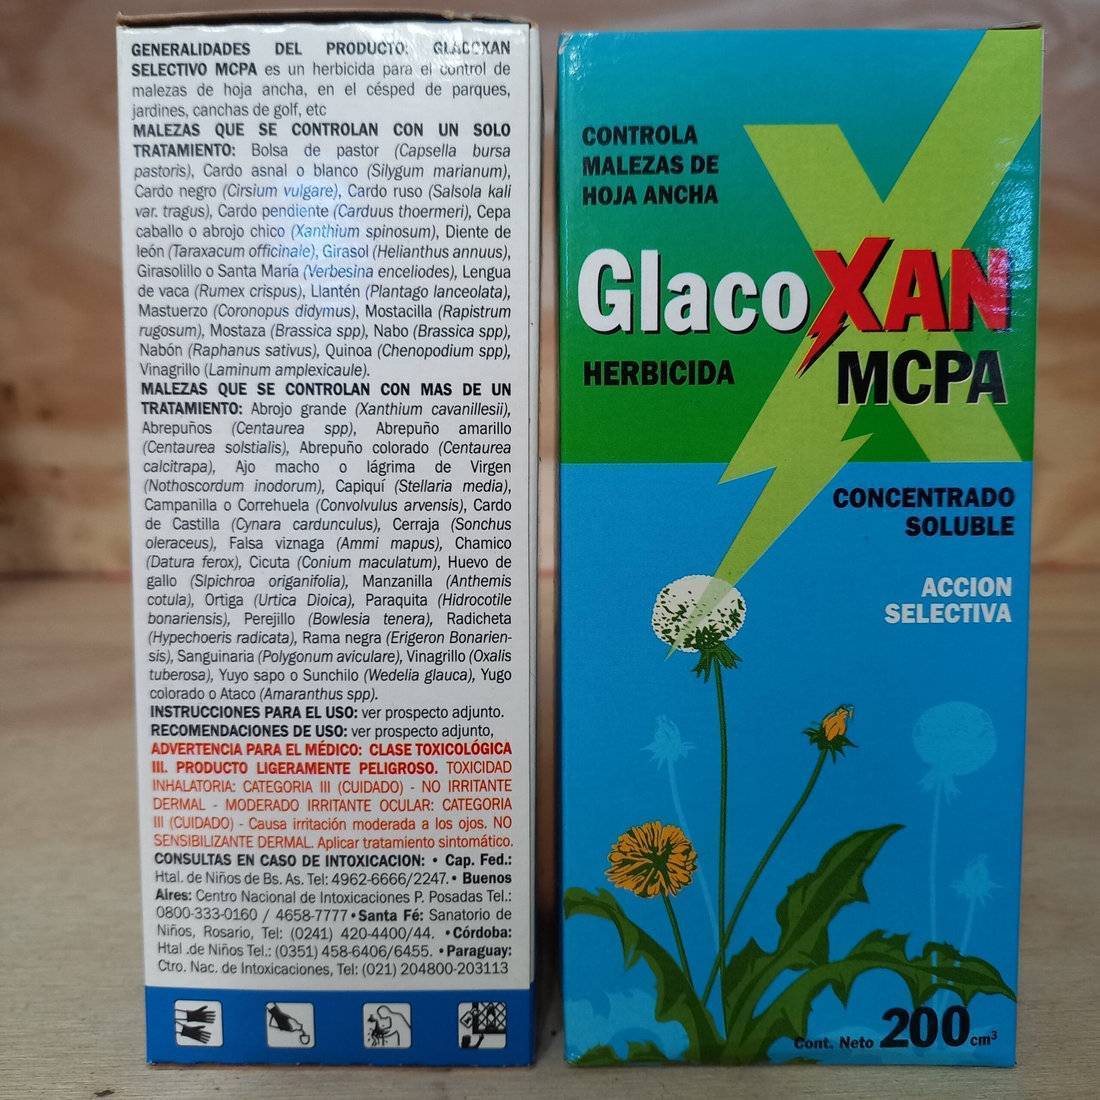 GENERALIDADES DEL PRODUCTO: GLACOXAN
SELECTIVO MCPA es un herbicida para el control de
malezas de hoja ancha, en el césped de parques,
jardines, canchas de golf, etc
MALEZAS QUE SE CONTROLAN CON UN SOLO
TRATAMIENTO: Bolsa de pastor (Capsella bursa
pastoris), Cardo asnal o blanco (Silygum marianum),
Cardo negro (Cirsium vulgare), Cardo ruso (Salsola kali
var. tragus), Cardo pendiente (Carduus thoermeri), Cepa
caballo o abrojo chico (Xanthium spinosum), Diente de
león (Taraxacum officinale), Girasol (Helianthus annuus),
Girasolillo o Santa María (Verbesina enceliodes), Lengua
de vaca (Rumex crispus), Llantén (Plantago lanceolata),
Mastuerzo (Coronopus didymus), Mostacilla (Rapistrum
rugosum), Mostaza (Brassica spp), Nabo (Brassica spp),
Nabón (Raphanus sativus), Quinoa (Chenopodium spp),
Vinagrillo (Laminum amplexicaule).
MALEZAS QUE SE CONTROLAN CON MAS DE UN
TRATAMIENTO: Abrojo grande (Xanthium cavanillesii),
Abrepuños (Centaurea spp), Abrepuño amarillo
(Centaurea solstialis), Abrepuño colorado (Centaurea
calcitrapa), Ajo macho o lágrima de Virgen
(Nothoscordum inodorum), Capiquí (Stellaria media),
Campanilla o Correhuela (Convolvulus arvensis), Cardo
de Castilla (Cynara cardunculus), Cerraja (Sonchus
oleraceus), Falsa viznaga (Ammi mapus), Chamico
(Datura ferox), Cicuta (Conium maculatum), Huevo de
gallo (Slpichroa origanifolia), Manzanilla (Anthemis
cotula), Ortiga (Urtica Dioica), Paraquita (Hidrocotile
bonariensis), Perejillo (Bowlesia tenera), Radicheta
(Hypechoeris radicata), Rama negra (Erigeron Bonarien-
sis), Sanguinaria (Polygonum aviculare), Vinagrillo (Oxalis
tuberosa), Yuyo sapo o Sunchilo (Wedelia glauca), Yugo
colorado o Ataco (Amaranthus spp).
INSTRUCCIONES PARA EL USO: ver prospecto adjunto.
RECOMENDACIONES DE USO: ver prospecto adjunto,
ADVERTENCIA PARA EL MÉDICO: CLASE TOXICOLÓGICA
III. PRODUCTO LIGERAMENTE PELIGROSO. TOXICIDAD
INHALATORIA: CATEGORIA III (CUIDADO) - NO IRRITANTE
DERMAL - MODERADO IRRITANTE OCULAR: CATEGORIA
III (CUIDADO) - Causa irritación moderada a los ojos. NO
SENSIBILIZANTE DERMAL. Aplicar tratamiento sintomático.
CONSULTAS EN CASO DE INTOXICACION: • Cap. Fed.:
Htal. de Niños de Bs. As. Tel: 4962-6666/2247. • Buenos
Aires: Centro Nacional de Intoxicaciones P. Posadas Tel.:
0800-333-0160 / 4658-7777 • Santa Fé: Sanatorio de
Niños, Rosario, Tel: (0241) 420-4400/44. • Córdoba:
Htal .de Niños Tel.: (0351) 458-6406/6455. • Paraguay:
Ctro. Nac. de Intoxicaciones, Tel: (021) 204800-203113
CONTROLA
MALEZAS DE
HOJA ANCHA
GlacoXAN
HERBICIDA
MCPA
CONCENTRADO
SOLUBLE
ACCION
SELECTIVA
Cont. Neto 200 cm³